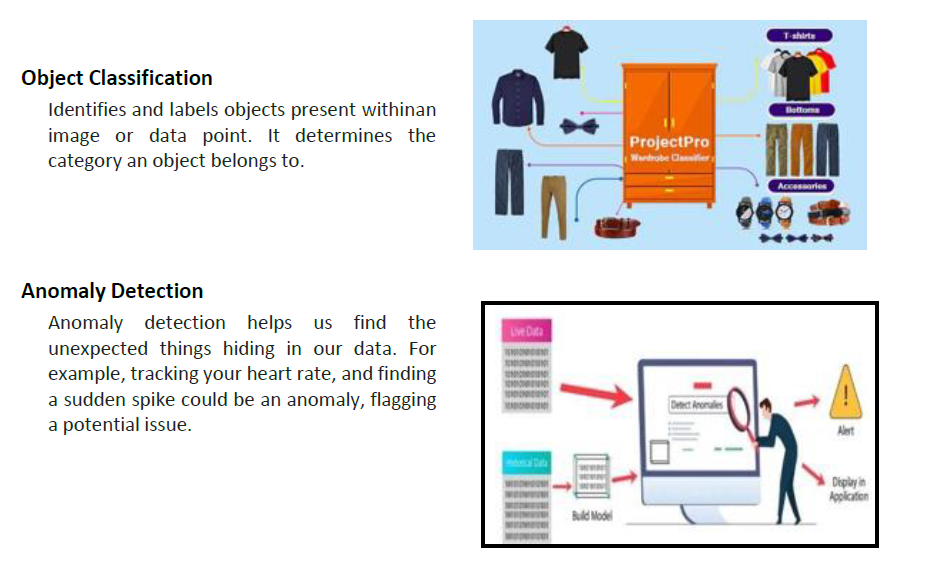 Object Classification
Identifies and labels objects present withinan
image or data point. It determines the
category an object belongs to.
T-shirts
Bottoms
ProjectPro
Wardrobe Classifier
Accessories
Anomaly Detection
Anomaly detection helps us find the
unexpected things hiding in our data. For
example, tracking your heart rate, and finding
a sudden spike could be an anomaly, flagging
a potential issue.
Live Data
Detect Anomalies
Alert
Historical Data
Build Model
Display in
Application